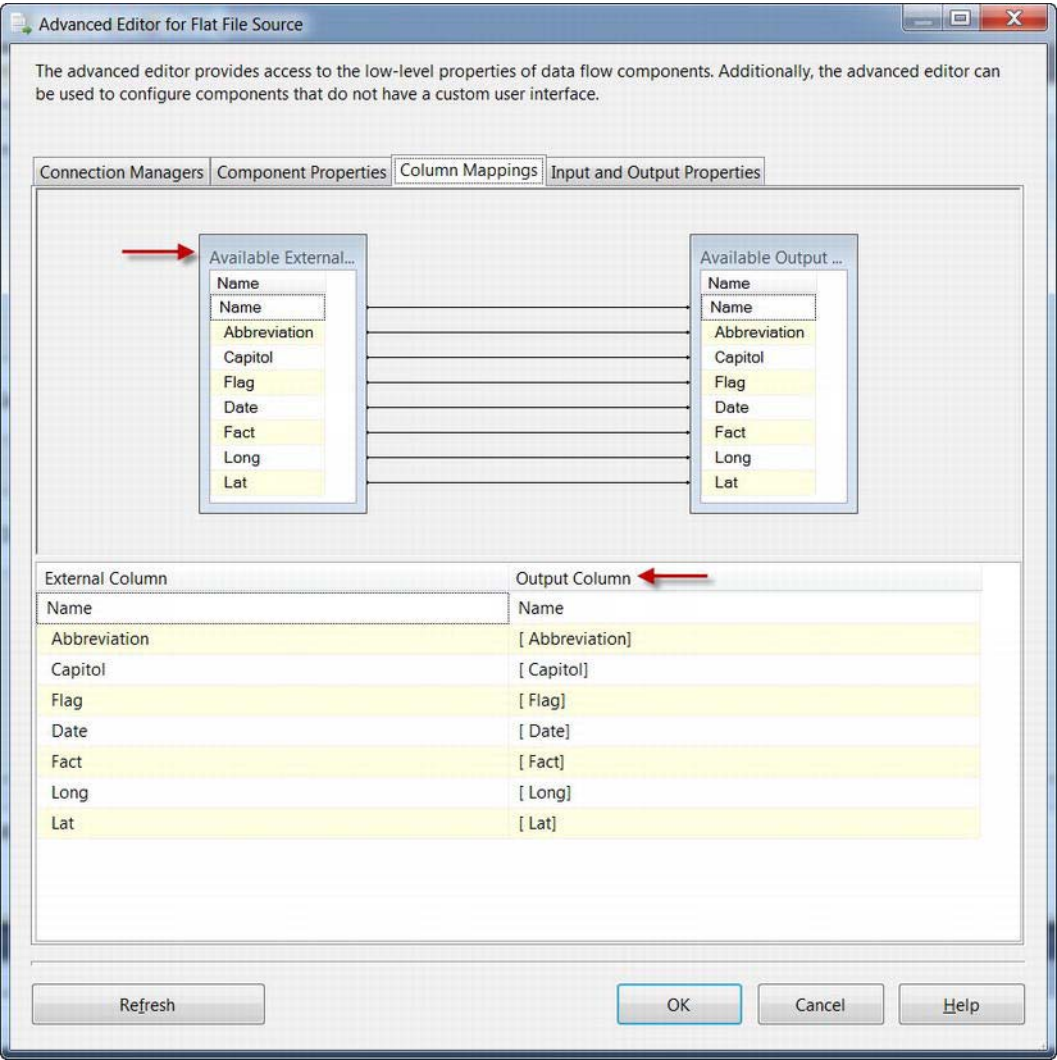 Advanced Editor for Flat File Source
The advanced editor provides access to the low-level properties of data flow components. Additionally, the advanced editor can
be used to configure components that do not have a custom user interface.
Connection Managers Component Properties Column Mappings Input and Output Properties
Available External...
Name
Name
Abbreviation
Capitol
Flag
Date
Fact
Long
Lat
Available Output ...
Name
Name
Abbreviation
Capitol
Flag
Date
Fact
Long
Lat
External Column Output Column
Name Name
Abbreviation [ Abbreviation]
Capitol [ Capitol]
Flag [ Flag]
Date [ Date]
Fact [ Fact]
Long [ Long]
Lat [ Lat]
Refresh OK Cancel Help